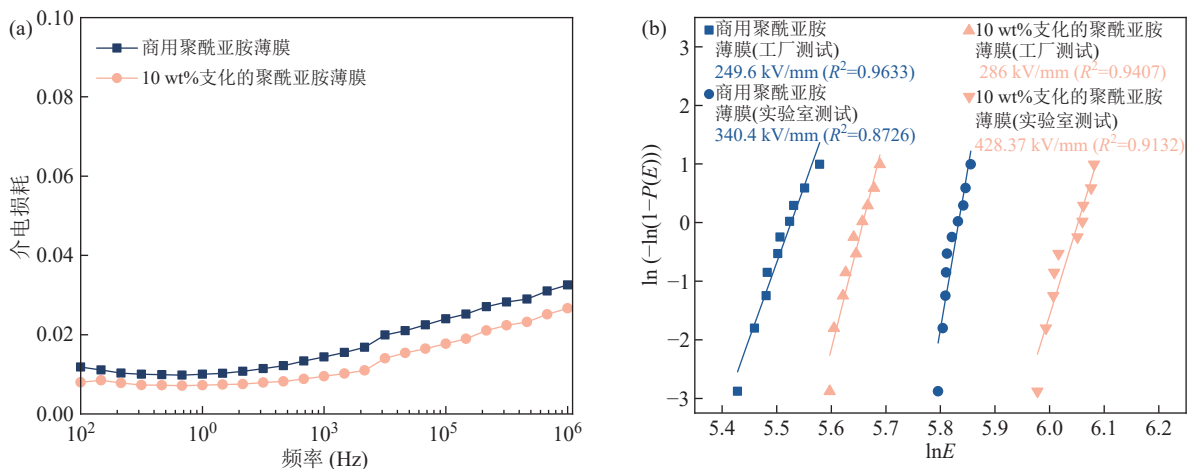 (a)
0.10
0.08
0.06
0.04
0.02
0.00
介电损耗
商用聚酰亚胺薄膜
10 wt%支化的聚酰亚胺薄膜
10² 10⁰ 10³ 10⁵ 10⁶
频率 (Hz)
(b)
3
2
1
0
−1
−2
−3
ln (−ln(1−P(E)))
商用聚酰亚胺
薄膜(工厂测试)
249.6 kV/mm (R²=0.9633)
商用聚酰亚胺
薄膜(实验室测试)
340.4 kV/mm (R²=0.8726)
10 wt%支化的聚酰亚胺
薄膜(工厂测试)
286 kV/mm (R²=0.9407)
10 wt%支化的聚酰亚胺
薄膜(实验室测试)
428.37 kV/mm (R²=0.9132)
5.4 5.5 5.6 5.7 5.8 5.9 6.0 6.1 6.2
lnE